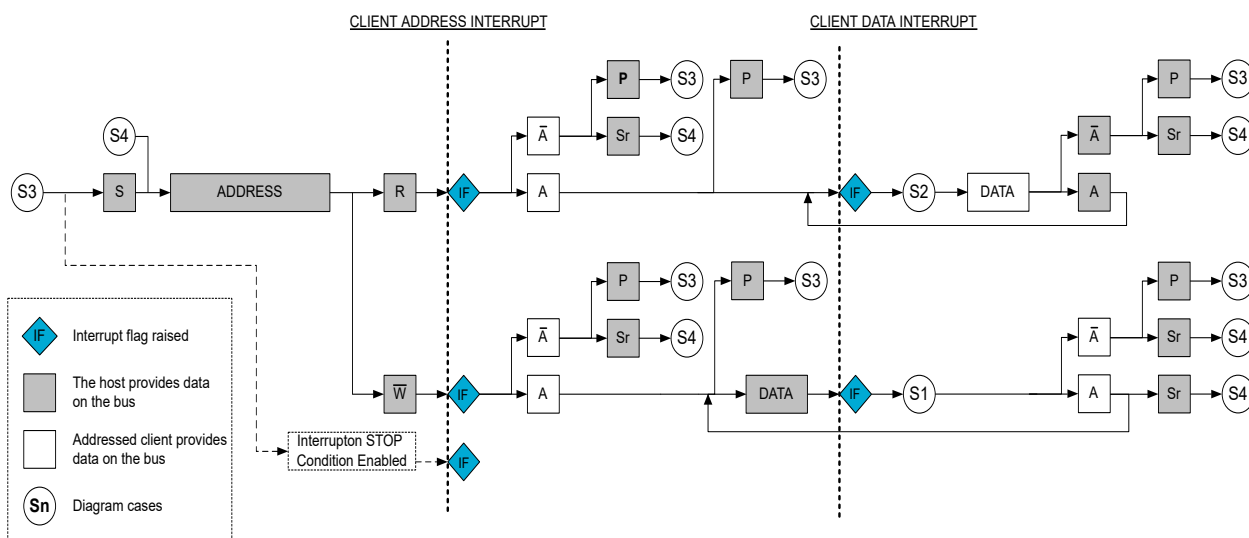 CLIENT ADDRESS INTERRUPT
CLIENT DATA INTERRUPT
P S3 P S3 P S3
S4 A̅ Sr S4 A̅ Sr S4
S3 S ADDRESS R IF A IF S2 DATA A
P S3 P S3 P S3
A̅ Sr S4 A̅ Sr S4
W̅ IF A DATA IF S1 A Sr S4
Interrupton STOP
Condition Enabled
IF
IF Interrupt flag raised
The host provides data
on the bus
Addressed client provides
data on the bus
Sn Diagram cases